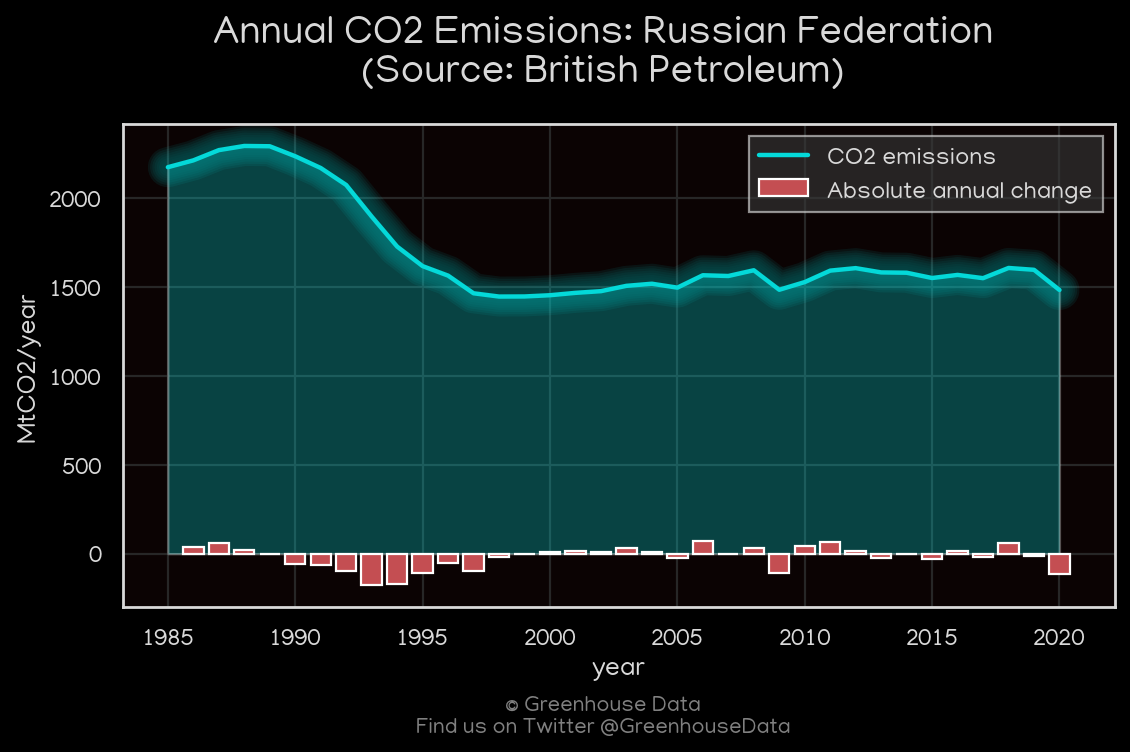 Annual CO2 Emissions: Russian Federation
(Source: British Petroleum)
CO2 emissions
Absolute annual change
MtCO2/year
2000
1500
1000
500
0
1985 1990 1995 2000 2005 2010 2015 2020
year
© Greenhouse Data
Find us on Twitter @GreenhouseData